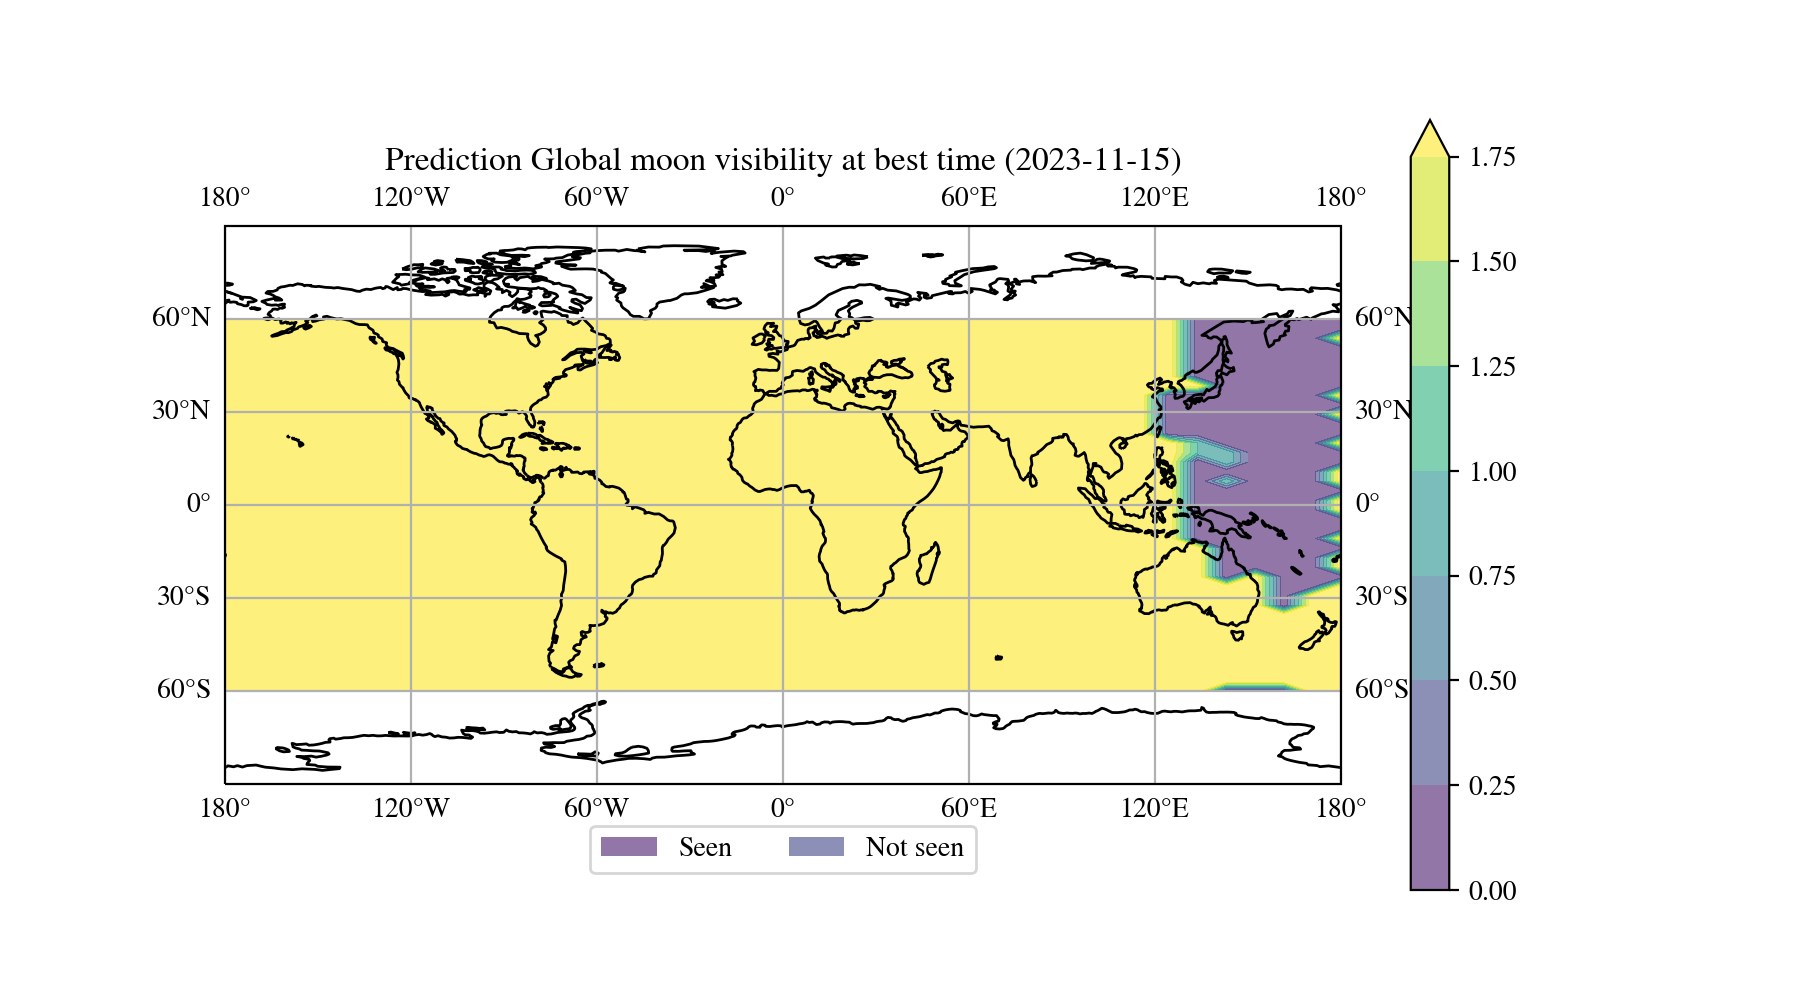 Prediction Global moon visibility at best time (2023-11-15)
180° 120°W 60°W 0° 60°E 120°E 180°
60°N 60°N
30°N 30°N
0° 0°
30°S 30°S
60°S 60°S
180° 120°W 60°W 0° 60°E 120°E 180°
Seen Not seen
1.75
1.50
1.25
1.00
0.75
0.50
0.25
0.00